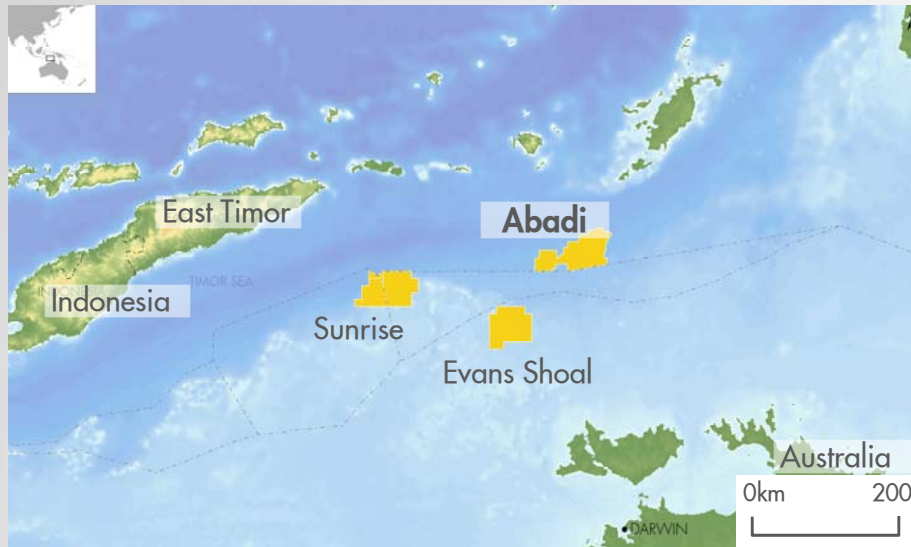 East Timor
Abadi
TIMOR SEA
Indonesia
Sunrise
Evans Shoal
Australia
0km 200
DARWIN